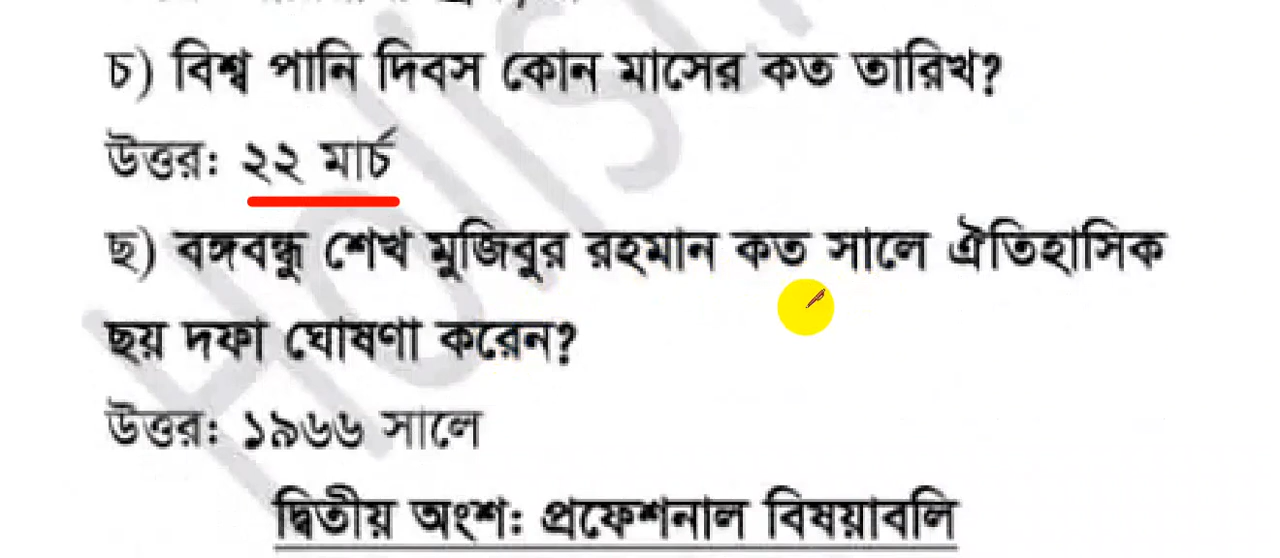 চ) বিশ্ব পানি দিবস কোন মাসের কত তারিখ?
উত্তর: ২২ মার্চ
ছ) বঙ্গবন্ধু শেখ মুজিবুর রহমান কত সালে ঐতিহাসিক
ছয় দফা ঘোষণা করেন?
উত্তর: ১৯৬৬ সালে
দ্বিতীয় অংশ: প্রফেশনাল বিষয়াবলি